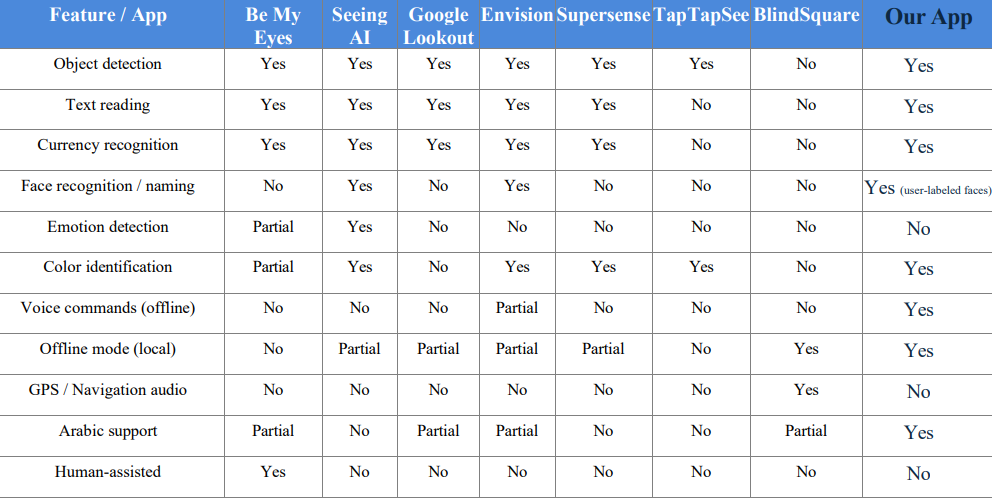 Feature / App Be My Eyes Seeing AI Google Lookout Envision Supersense TapTapSee BlindSquare Our App
Object detection Yes Yes Yes Yes Yes Yes No Yes
Text reading Yes Yes Yes Yes Yes No No Yes
Currency recognition Yes Yes Yes Yes Yes No No Yes
Face recognition / naming No Yes No Yes No No No Yes (user-labeled faces)
Emotion detection Partial Yes No No No No No No
Color identification Partial Yes No Yes Yes Yes No Yes
Voice commands (offline) No No No Partial No No No Yes
Offline mode (local) No Partial Partial Partial Partial No Yes Yes
GPS / Navigation audio No No No No No No Yes No
Arabic support Partial No Partial Partial No No Partial Yes
Human-assisted Yes No No No No No No No